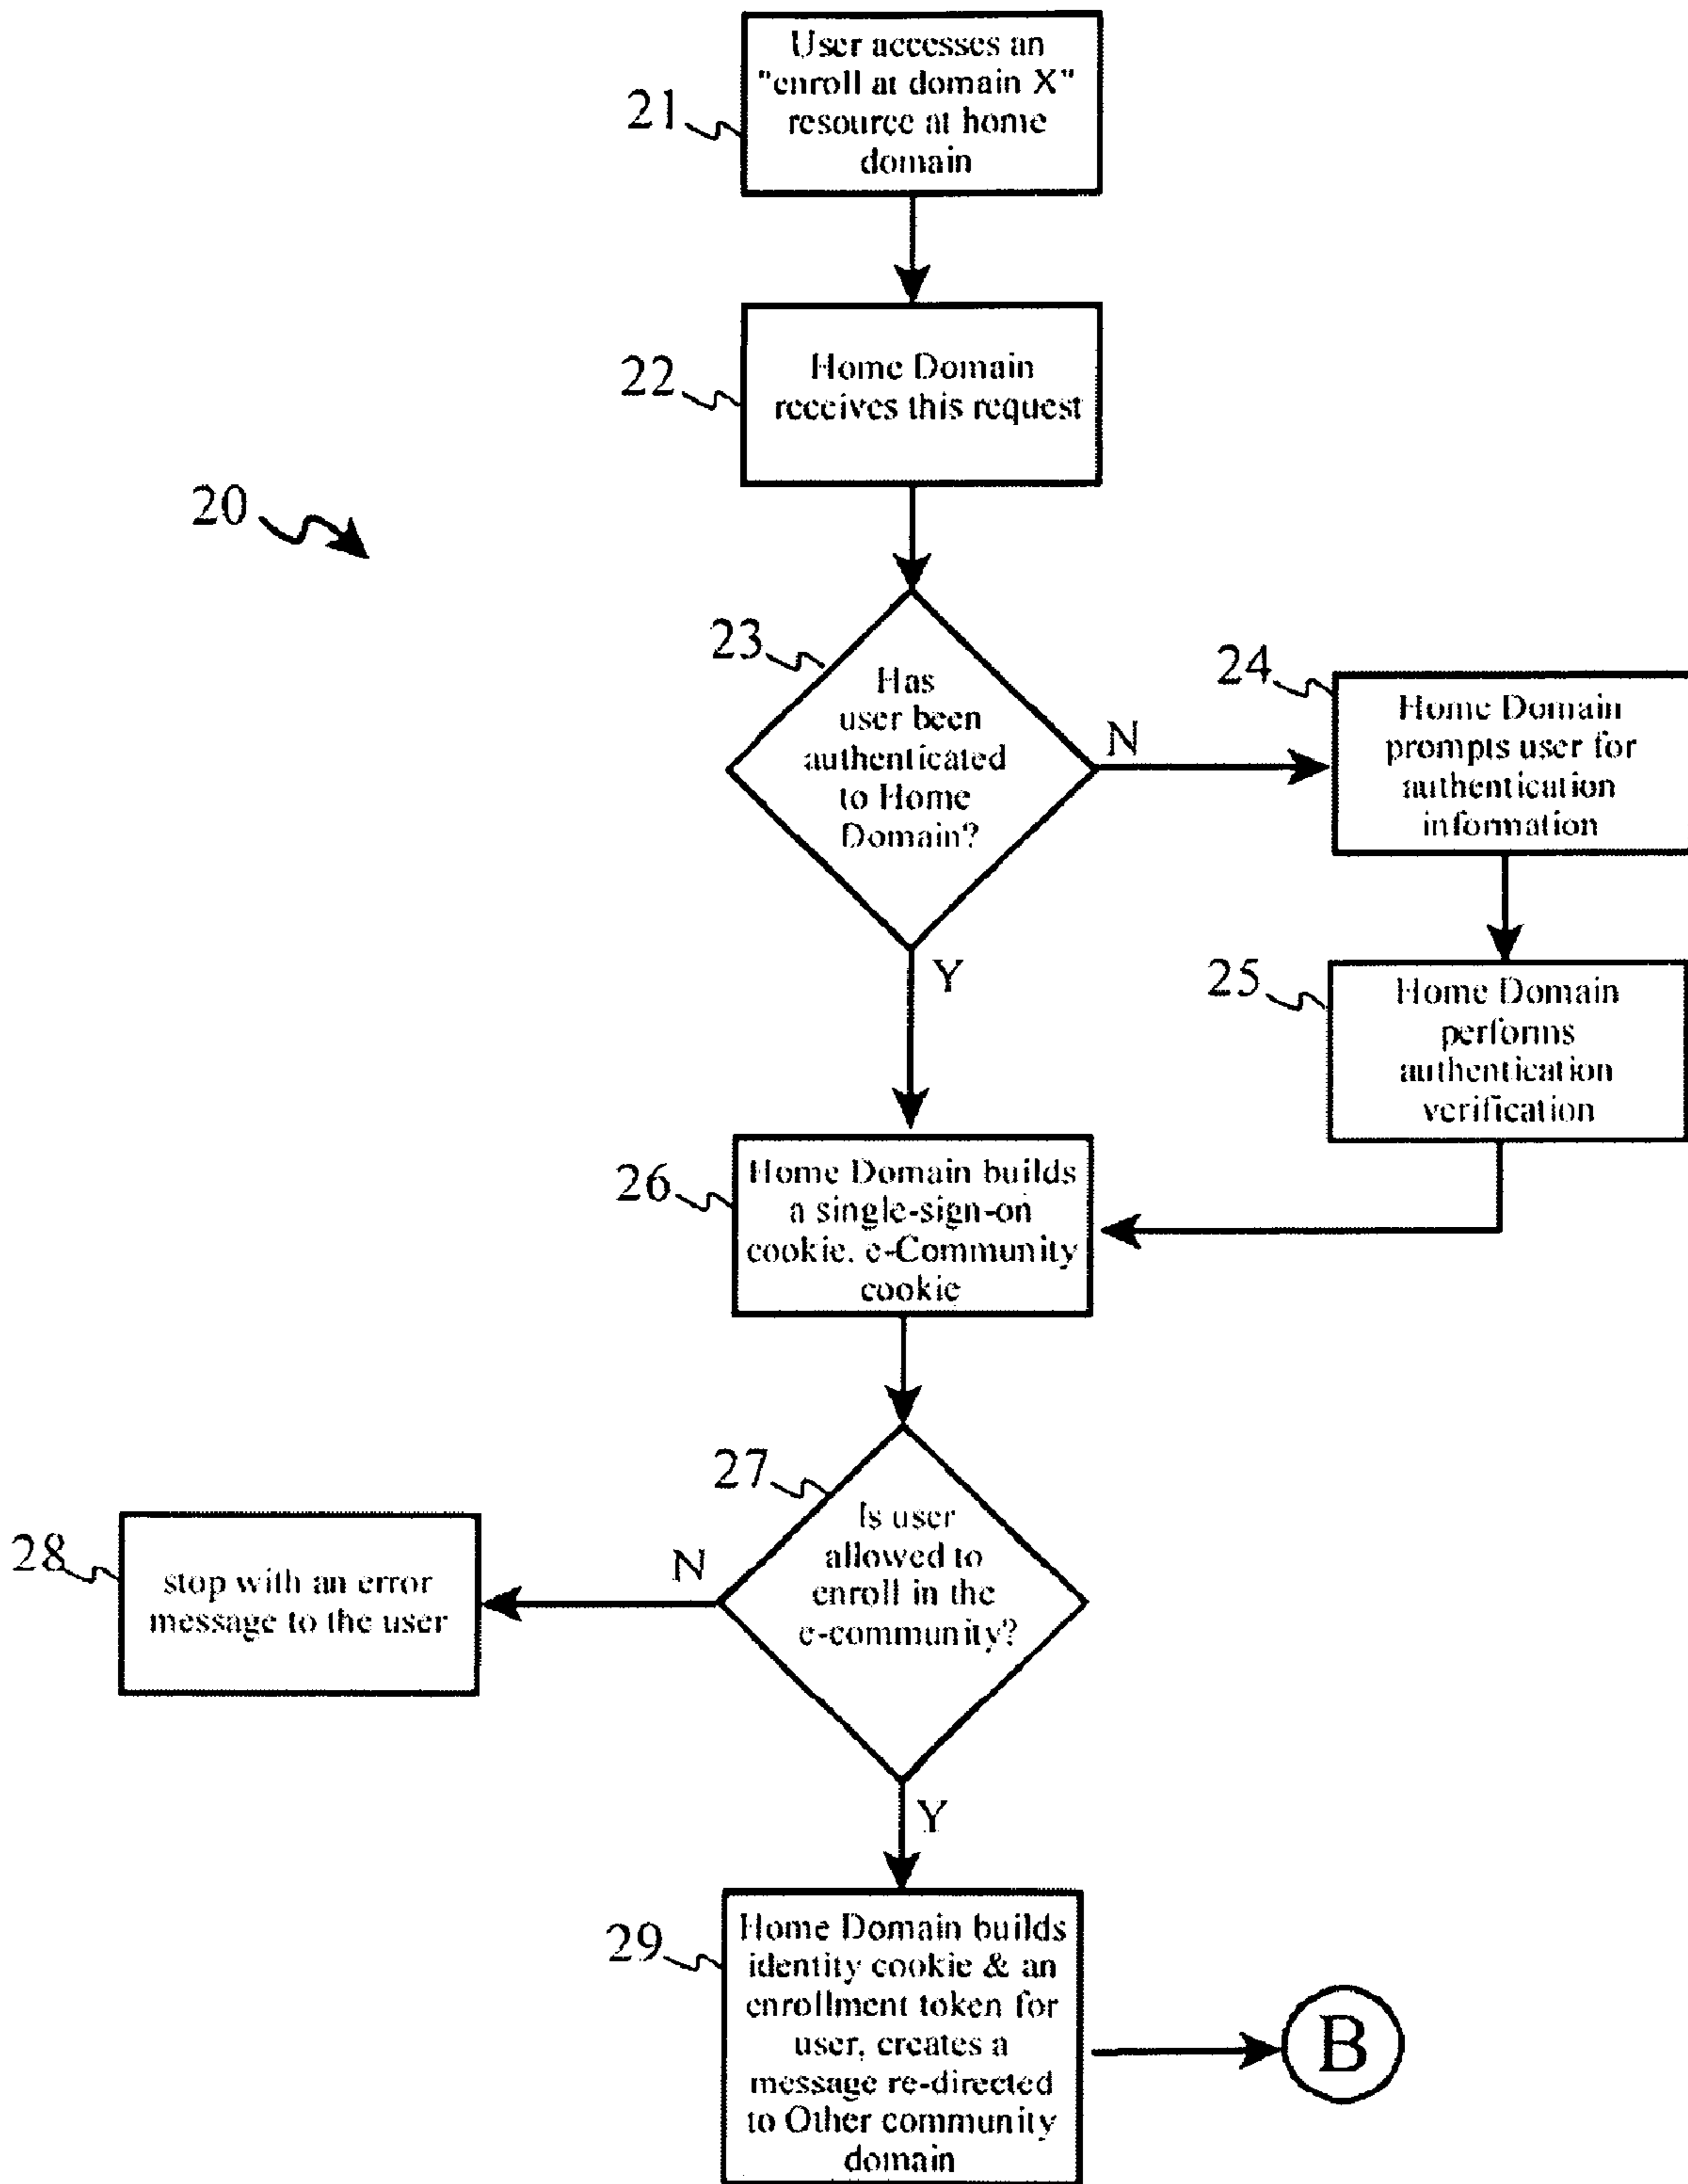 User accesses an
"enroll at domain X"
resource at home
domain
21
Home Domain
receives this request
22
20
23
Has
user been
authenticated
to Home
Domain?
N
Y
24
Home Domain
prompts user for
authentication
information
25
Home Domain
performs
authentication
verification
26
Home Domain builds
a single-sign-on
cookie. e-Community
cookie
27
Is user
allowed to
enroll in the
e-community?
N
Y
28
stop with an error
message to the user
29
Home Domain builds
identity cookie & an
enrollment token for
user, creates a
message re-directed
to Other community
domain
B